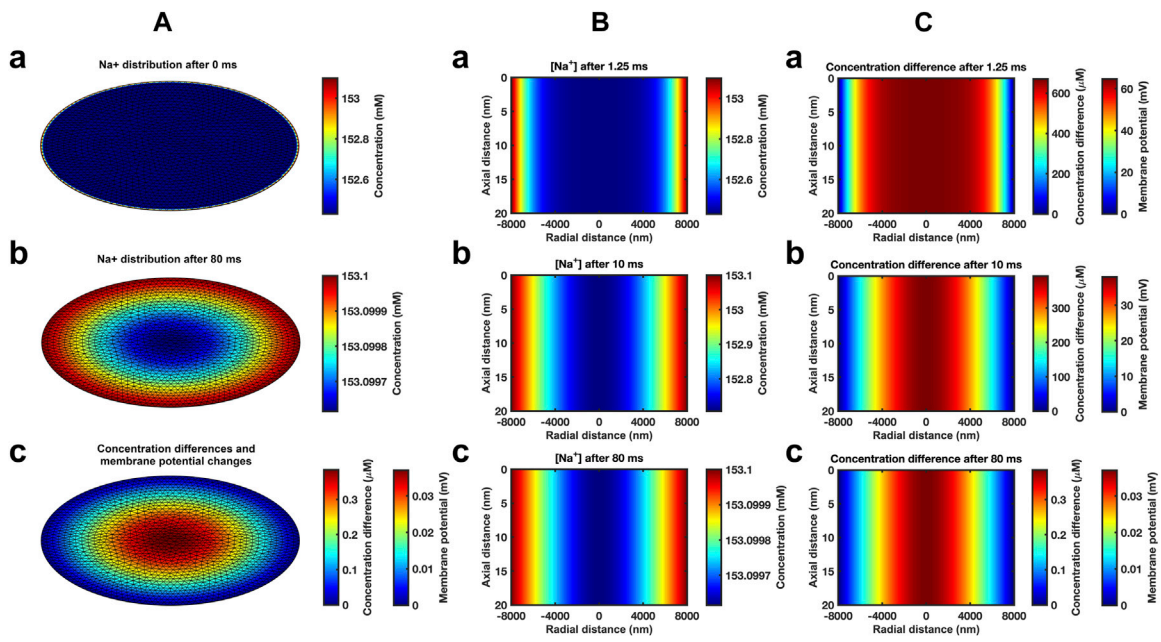 A
B
C
a
Na+ distribution after 0 ms
153
152.8
152.6
Concentration (mM)
b
Na+ distribution after 80 ms
153.1
153.0999
153.0998
153.0997
Concentration (mM)
c
Concentration differences and
membrane potential changes
0.3
0.2
0.1
0
Concentration difference (μM)
0.03
0.02
0.01
0
Membrane potential (mV)
a
[Na⁺] after 1.25 ms
0
5
10
15
20
Axial distance (nm)
-8000 -4000 0 4000 8000
Radial distance (nm)
153
152.8
152.6
Concentration (mM)
b
[Na⁺] after 10 ms
0
5
10
15
20
Axial distance (nm)
-8000 -4000 0 4000 8000
Radial distance (nm)
153.1
153
152.9
152.8
Concentration (mM)
c
[Na⁺] after 80 ms
0
5
10
15
20
Axial distance (nm)
-8000 -4000 0 4000 8000
Radial distance (nm)
153.1
153.0999
153.0998
153.0997
Concentration (mM)
a
Concentration difference after 1.25 ms
0
5
10
15
20
Axial distance (nm)
-8000 -4000 0 4000 8000
Radial distance (nm)
600
400
200
0
Concentration difference (μM)
60
40
20
0
Membrane potential (mV)
b
Concentration difference after 10 ms
0
5
10
15
20
Axial distance (nm)
-8000 -4000 0 4000 8000
Radial distance (nm)
300
200
100
0
Concentration difference (μM)
30
20
10
0
Membrane potential (mV)
c
Concentration difference after 80 ms
0
5
10
15
20
Axial distance (nm)
-8000 -4000 0 4000 8000
Radial distance (nm)
0.3
0.2
0.1
0
Concentration difference (μM)
0.03
0.02
0.01
0
Membrane potential (mV)